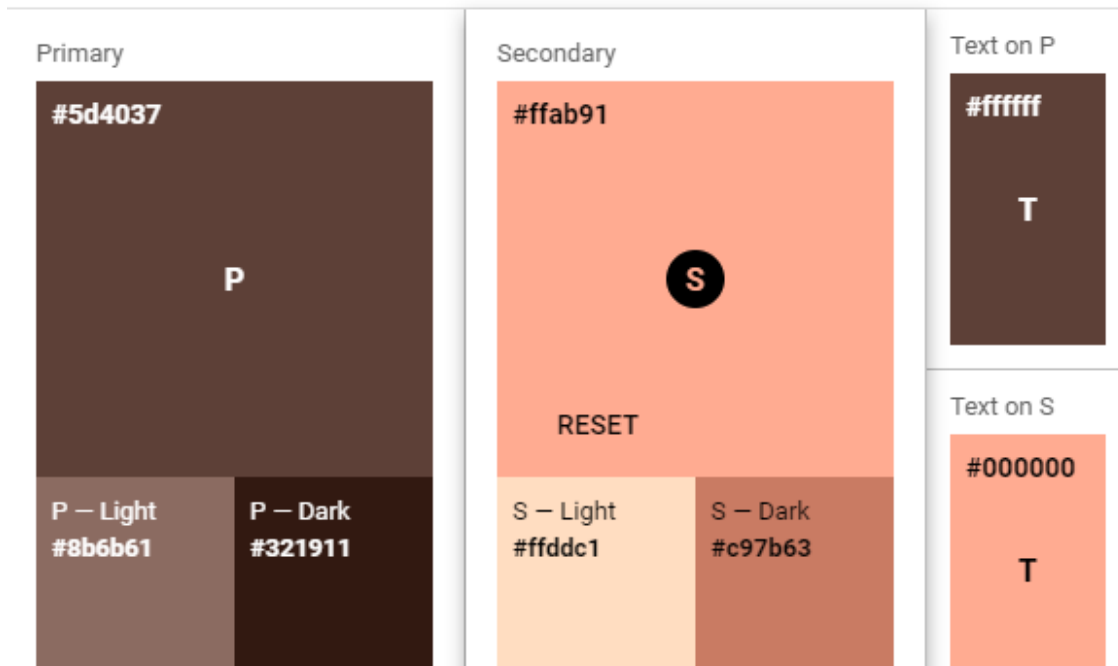 Primary
#5d4037
P
P — Light
#8b6b61
P — Dark
#321911
Secondary
#ffab91
S
RESET
S — Light
#ffddc1
S — Dark
#c97b63
Text on P
#ffffff
T
Text on S
#000000
T